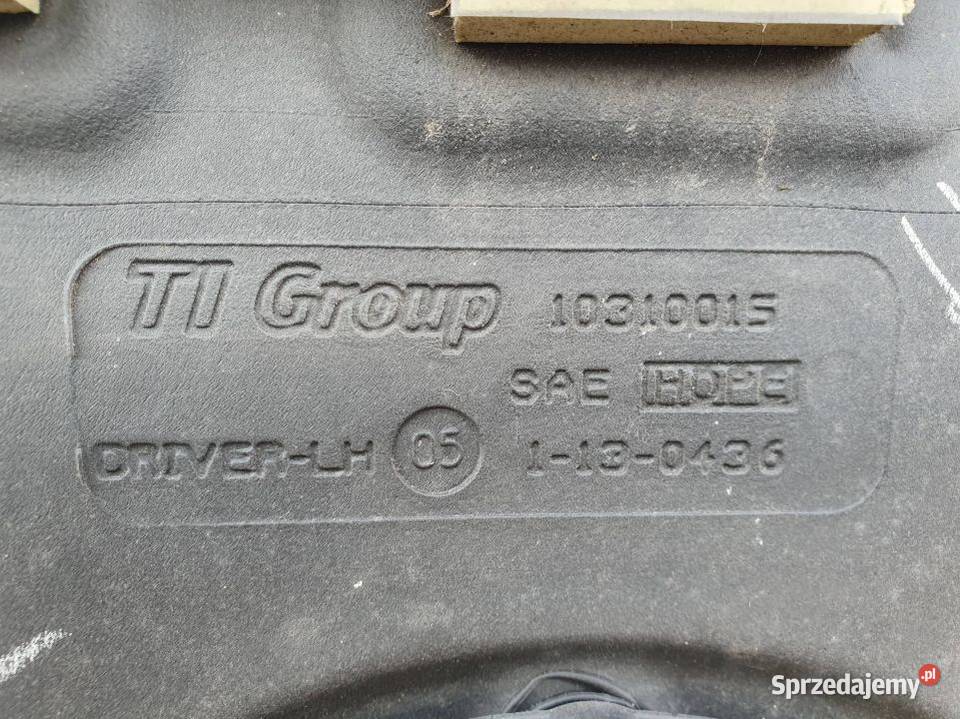 TI Group 10310015
SAE HDPE
DRIVER-LH 05 1-13-0436
Sprzedajemy.pl